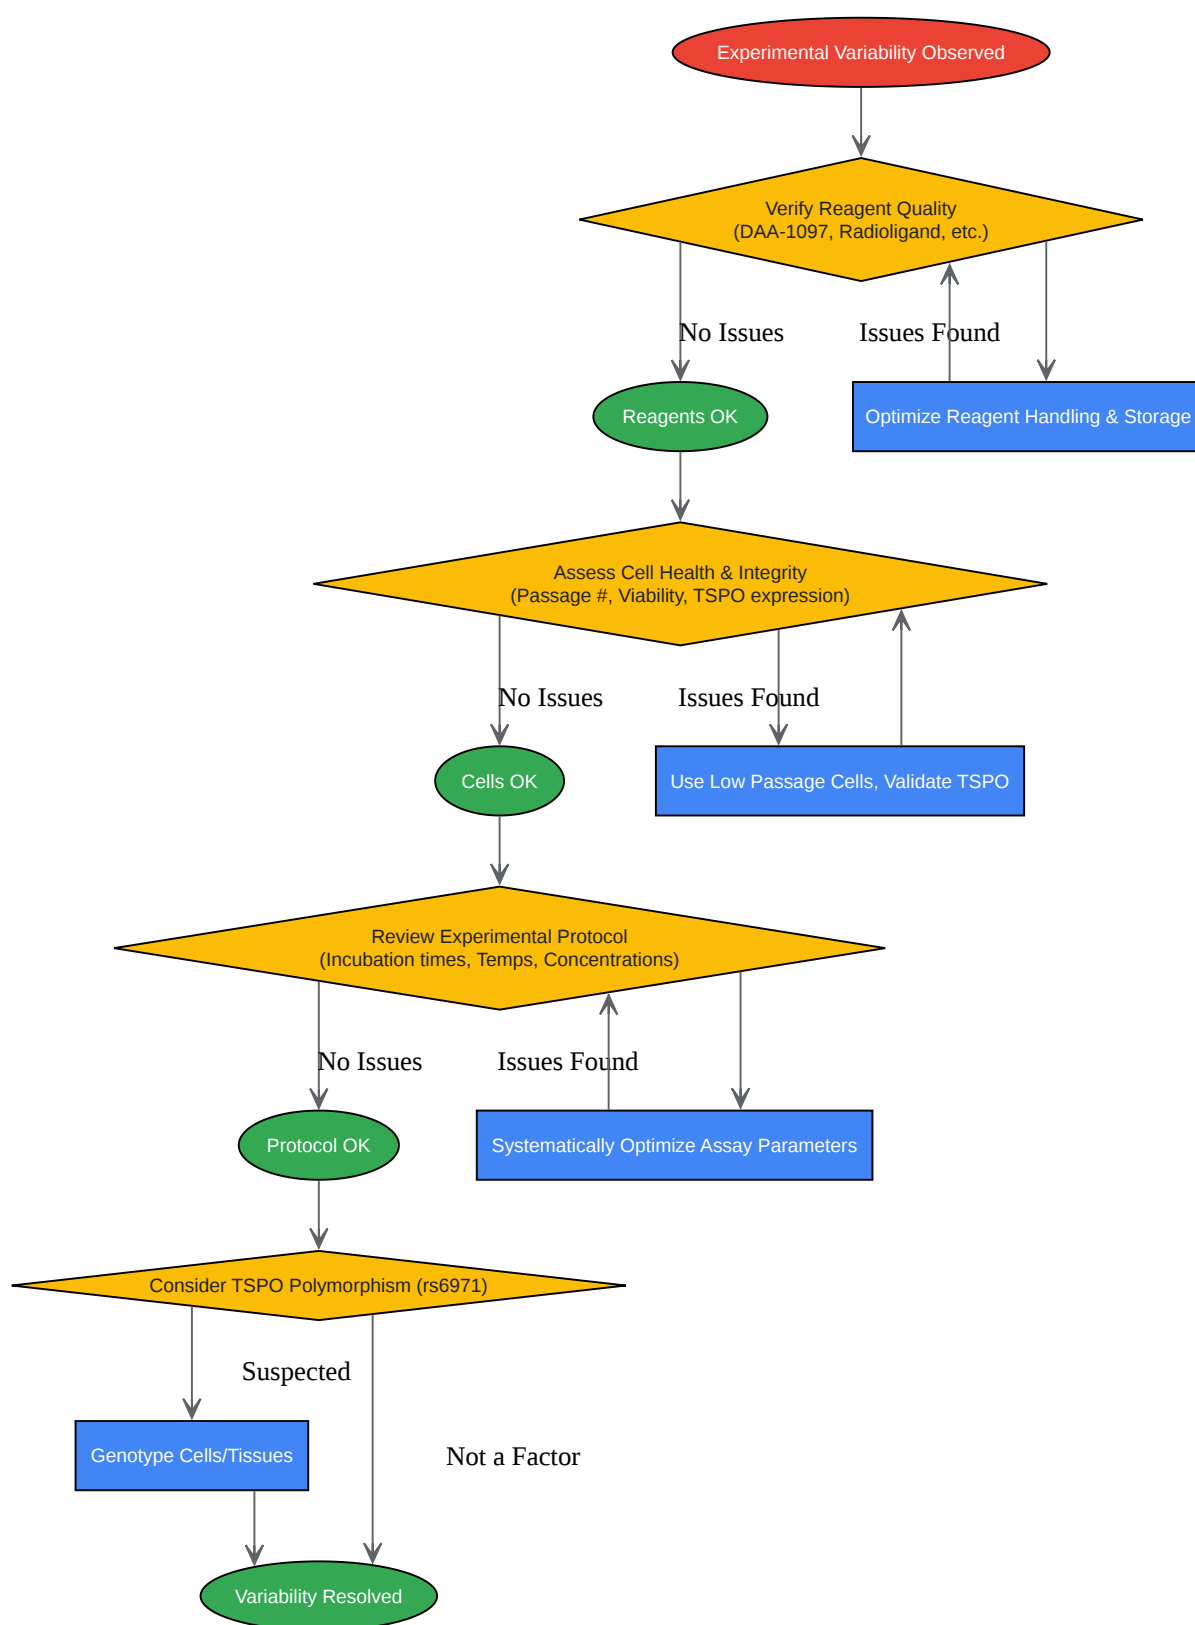 Experimental Variability Observed
Verify Reagent Quality
(DAA-1097, Radioligand, etc.)
No Issues
Issues Found
Reagents OK
Optimize Reagent Handling & Storage
Assess Cell Health & Integrity
(Passage #, Viability, TSPO expression)
No Issues
Issues Found
Cells OK
Use Low Passage Cells, Validate TSPO
Review Experimental Protocol
(Incubation times, Temps, Concentrations)
No Issues
Issues Found
Protocol OK
Systematically Optimize Assay Parameters
Consider TSPO Polymorphism (rs6971)
Suspected
Genotype Cells/Tissues
Not a Factor
Variability Resolved